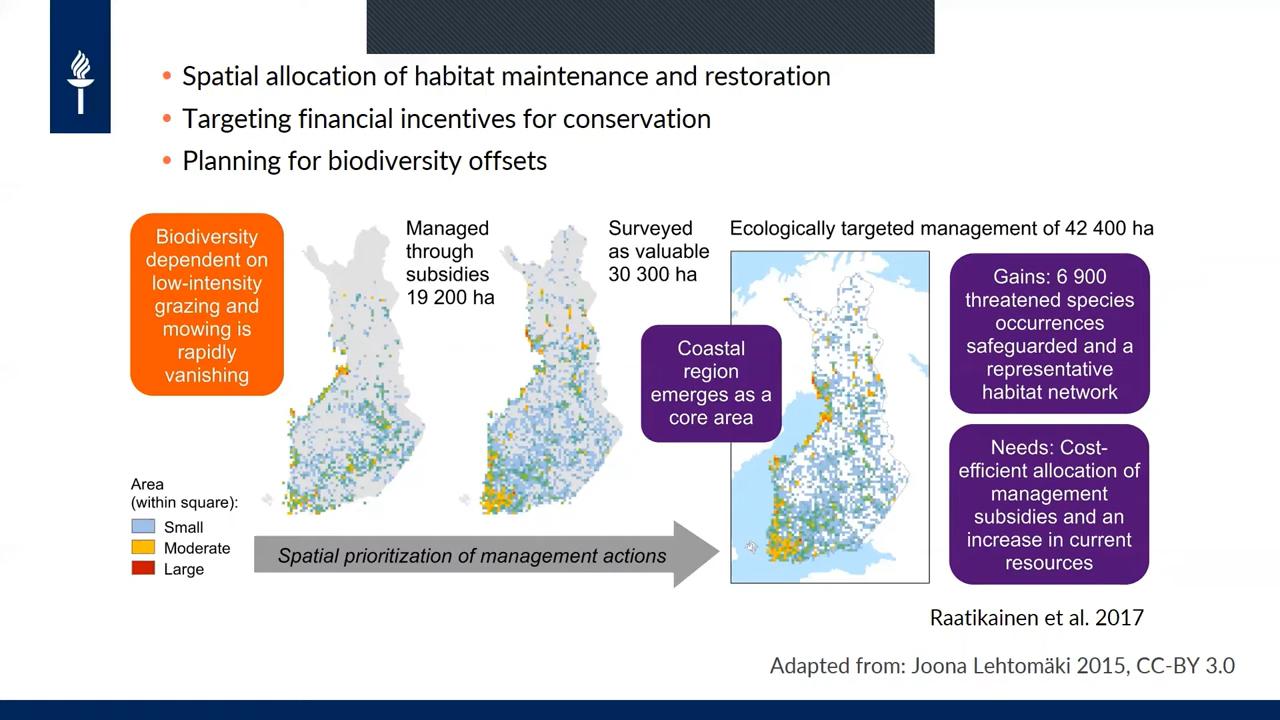 Spatial allocation of habitat maintenance and restoration
Targeting financial incentives for conservation
Planning for biodiversity offsets
Biodiversity
dependent on
low-intensity
grazing and
mowing is
rapidly
vanishing
Managed
through
subsidies
19 200 ha
Surveyed
as valuable
30 300 ha
Ecologically targeted management of 42 400 ha
Coastal
region
emerges as a
core area
Gains: 6 900
threatened species
occurrences
safeguarded and a
representative
habitat network
Needs: Cost-
efficient allocation of
management
subsidies and an
increase in current
resources
Area
(within square):
Small
Moderate
Large
Spatial prioritization of management actions
Raatikainen et al. 2017
Adapted from: Joona Lehtomäki 2015, CC-BY 3.0